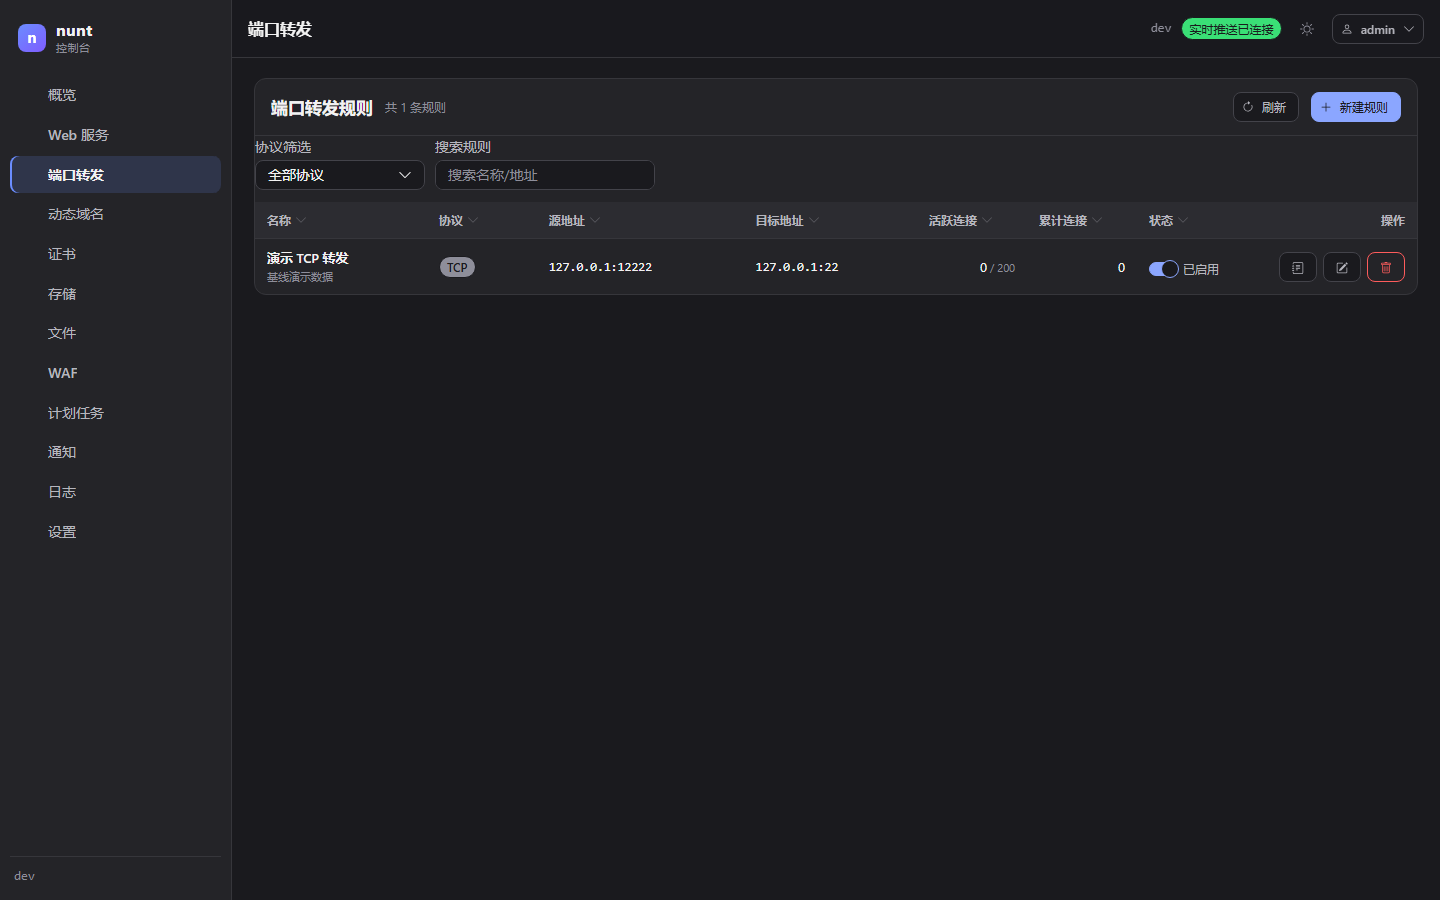 n
nunt
控制台
概览
Web 服务
端口转发
动态域名
证书
存储
文件
WAF
计划任务
通知
日志
设置
dev
端口转发
dev
实时推送已连接
admin
端口转发规则 共 1 条规则
刷新
新建规则
协议筛选
搜索规则
全部协议
搜索名称/地址
名称 协议 源地址 目标地址 活跃连接 累计连接 状态 操作
演示 TCP 转发
基线演示数据
TCP
127.0.0.1:12222
127.0.0.1:22
0 / 200
0
已启用